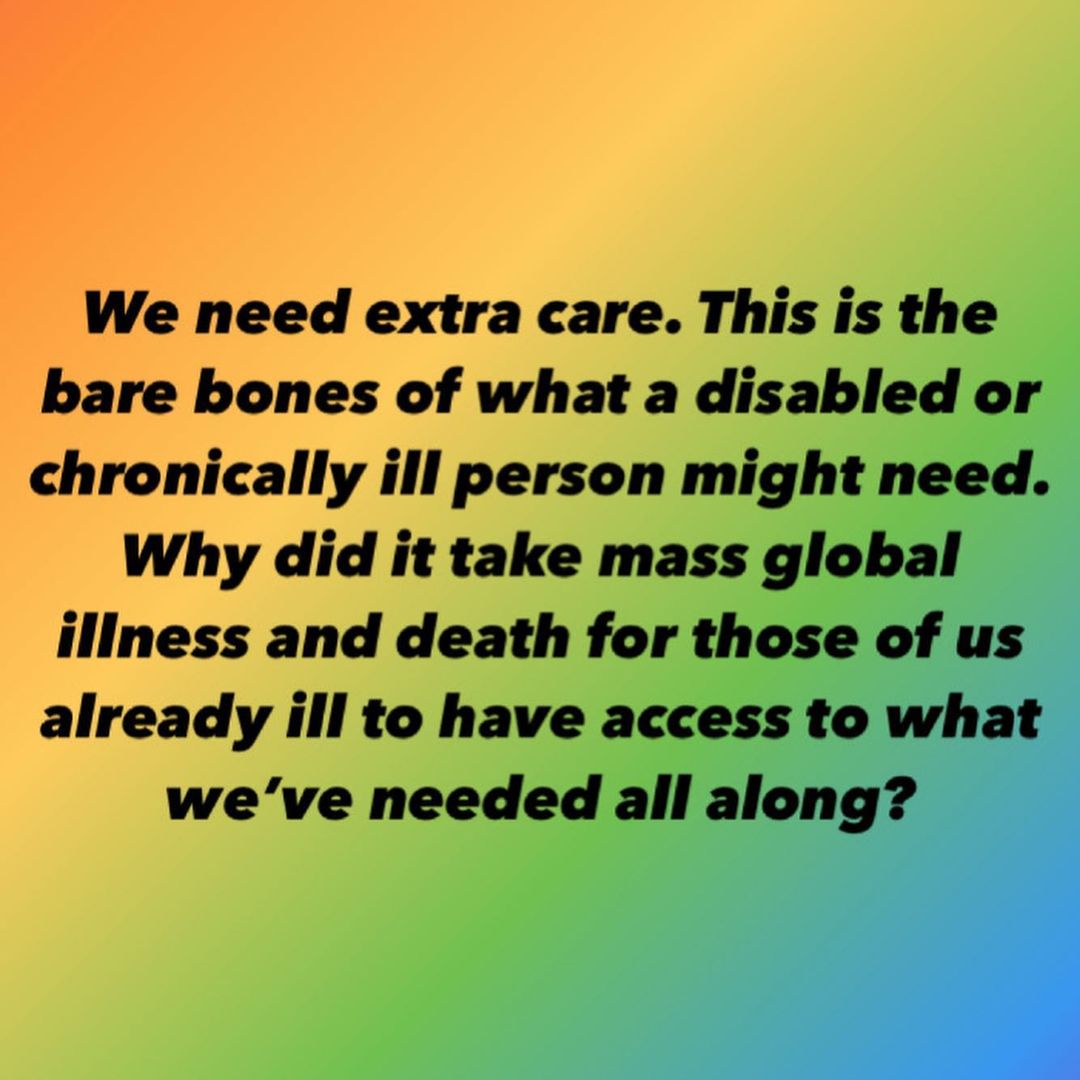 We need extra care. This is the
bare bones of what a disabled or
chronically ill person might need.
Why did it take mass global
illness and death for those of us
already ill to have access to what
we’ve needed all along?